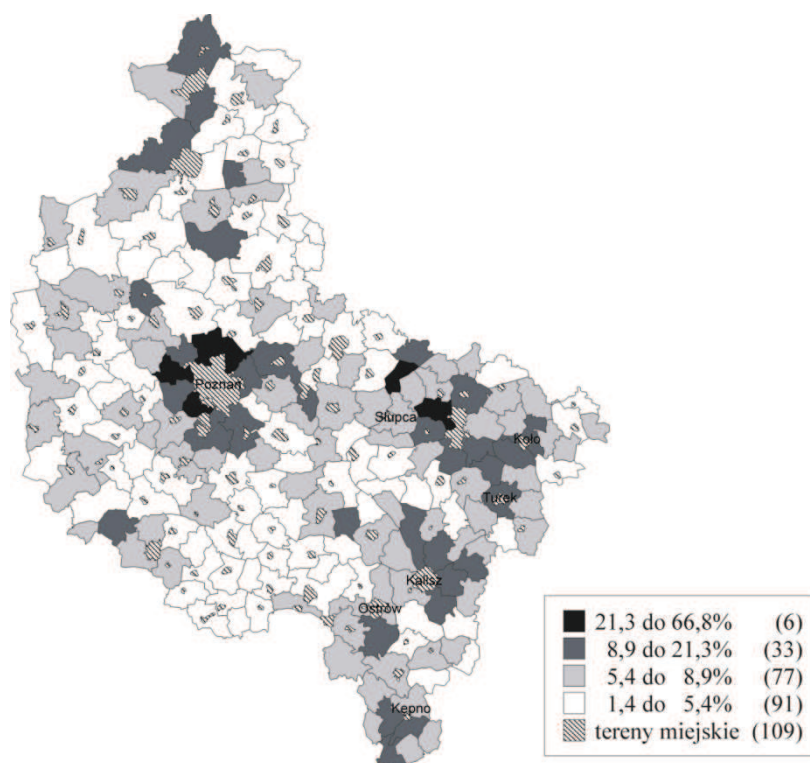 Poznań
Słupca
Koło
Turek
Kalisz
Ostrów
Kępno
21,3 do 66,8% (6)
8,9 do 21,3% (33)
5,4 do 8,9% (77)
1,4 do 5,4% (91)
tereny miejskie (109)